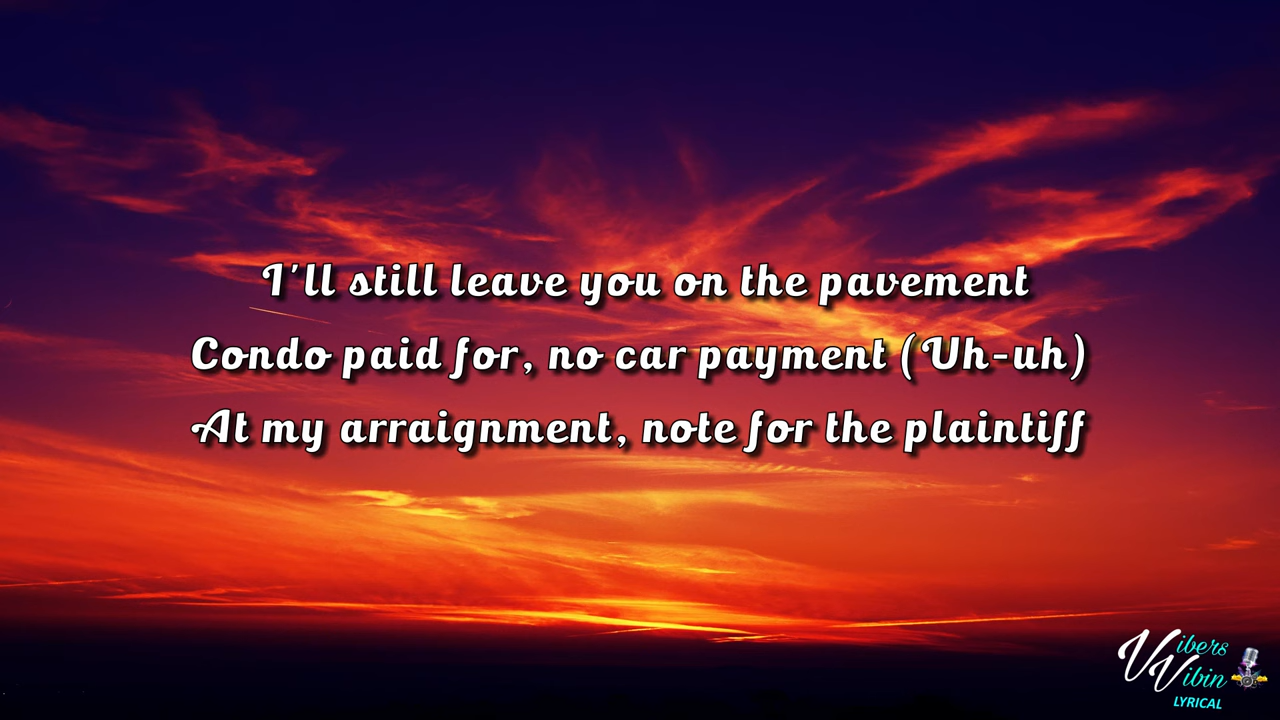 I'll still leave you on the pavement
Condo paid for, no car payment (Uh-uh)
At my arraignment, note for the plaintiff
Vibers
Vibin
LYRICAL